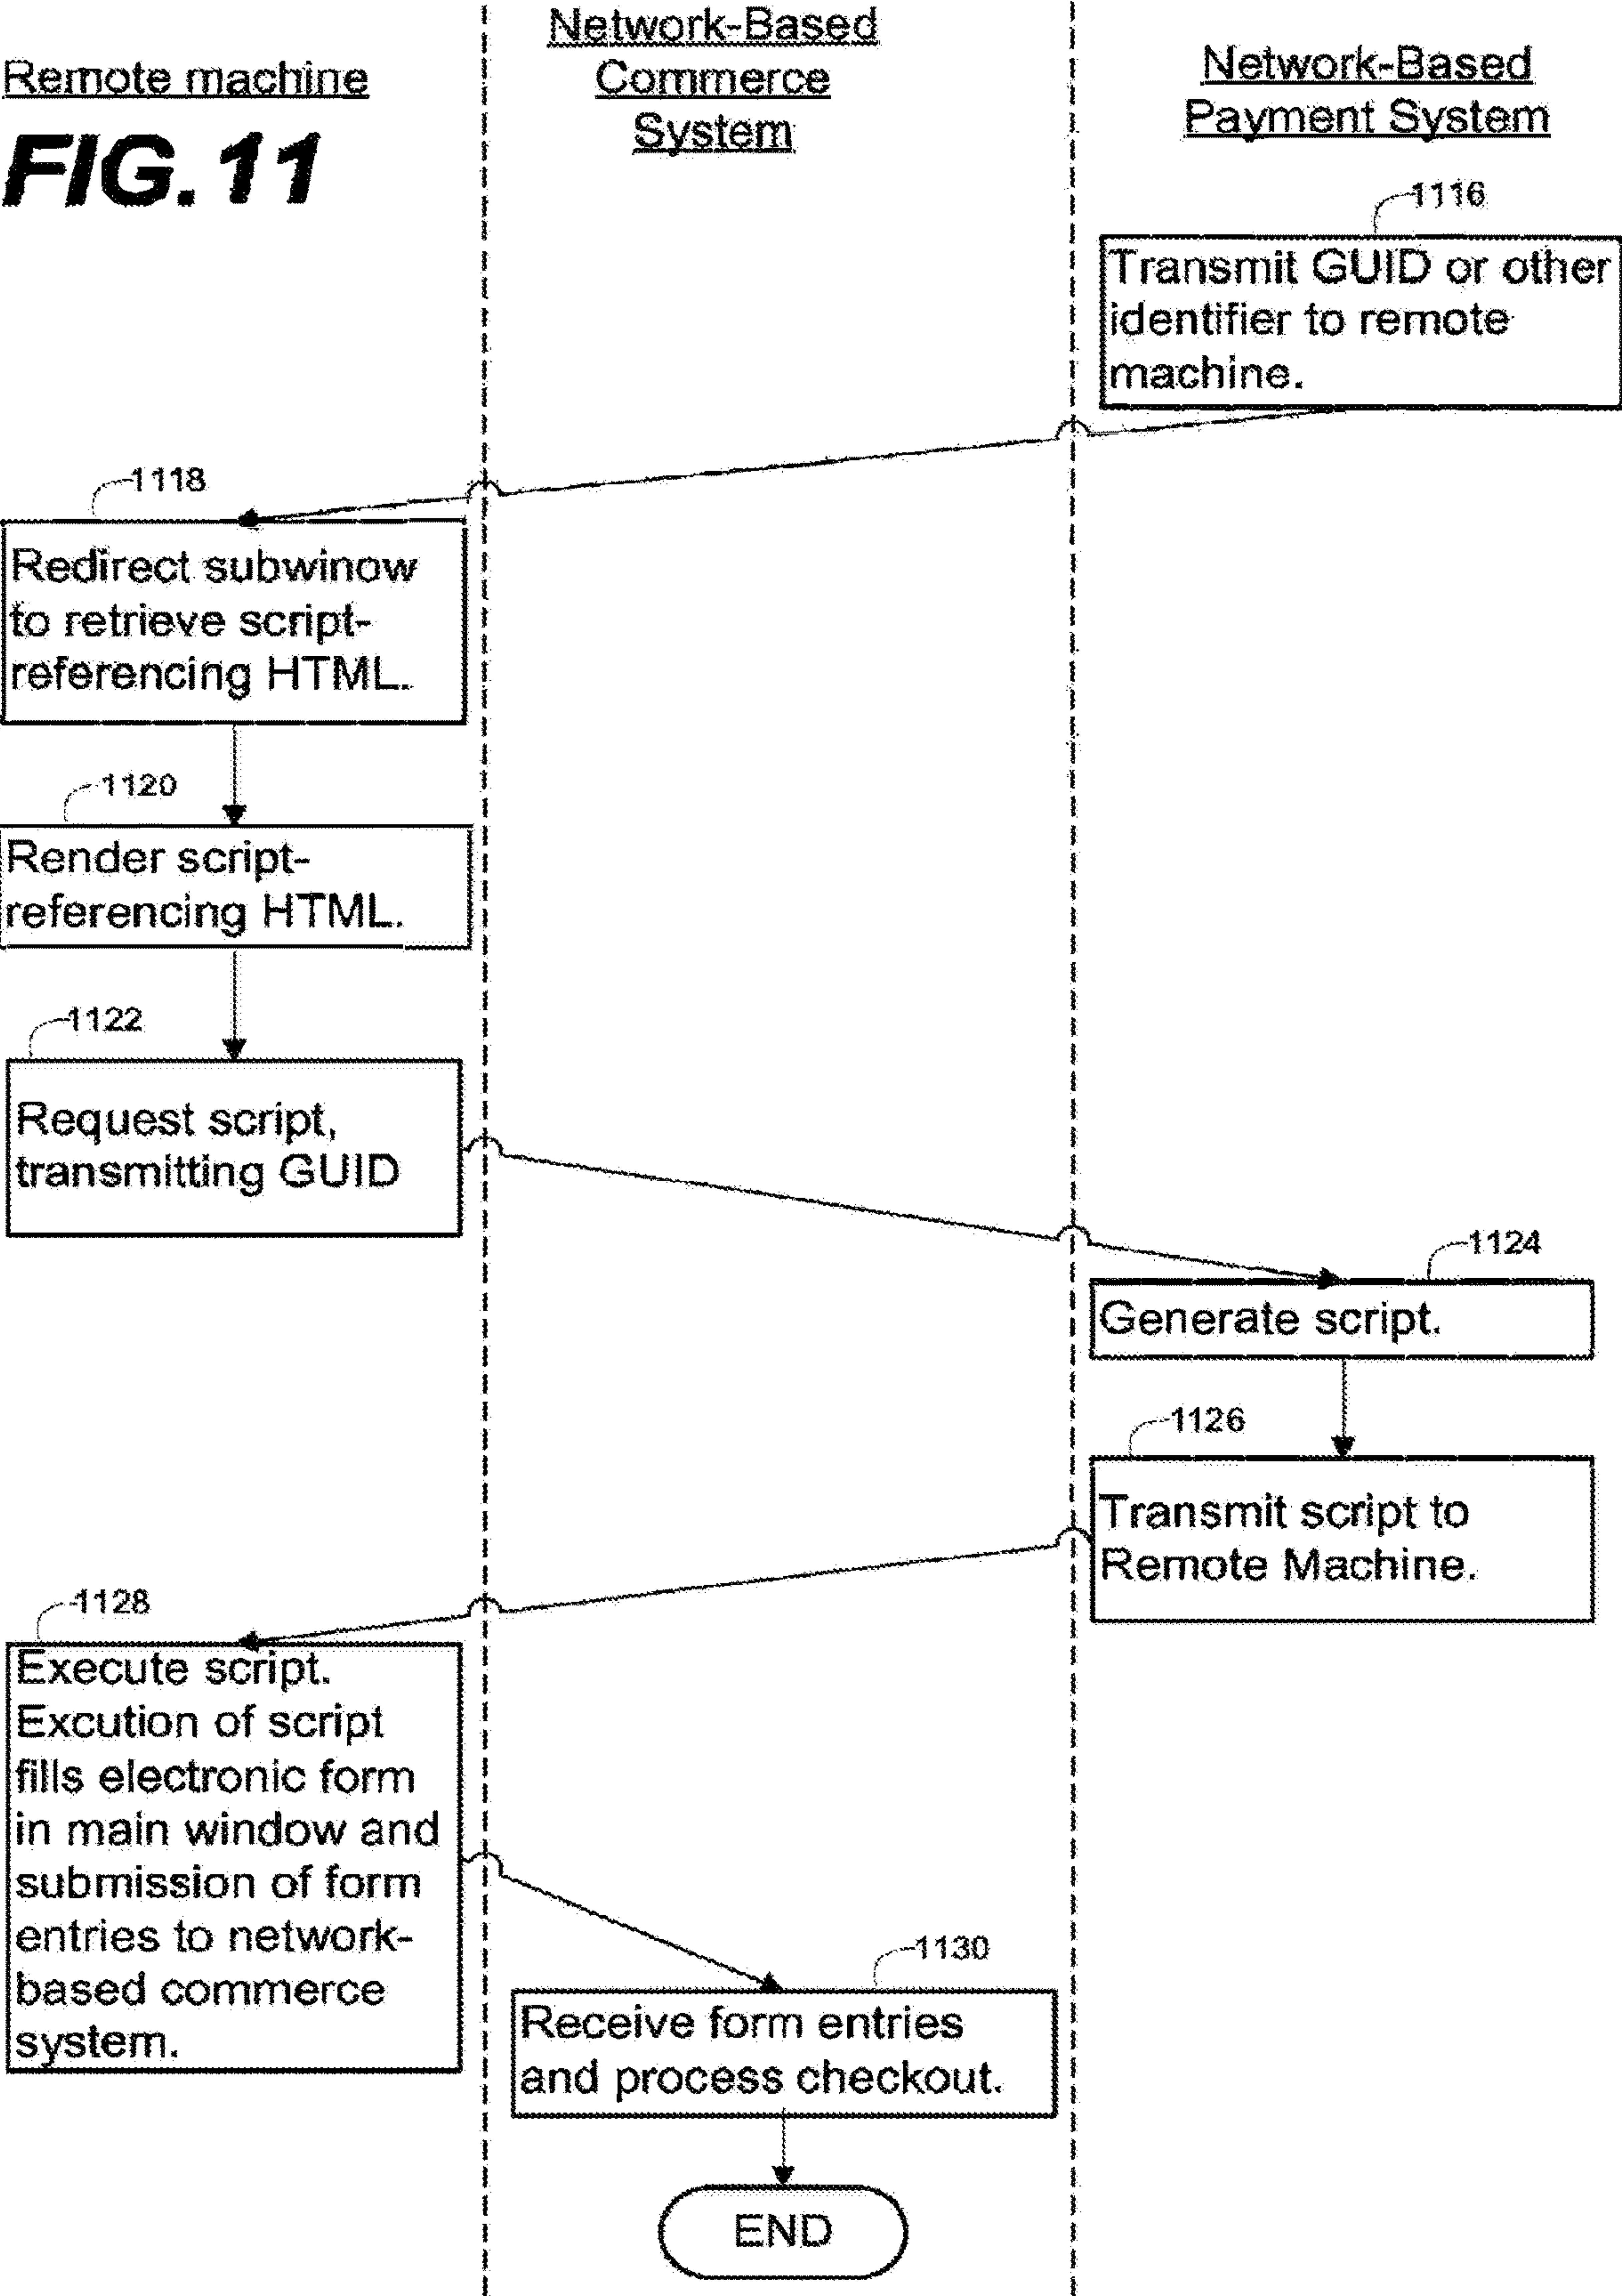 Remote machine
FIG. 11
Network-Based
Commerce
System
Network-Based
Payment System
1116
Transmit GUID or other
identifier to remote
machine.
1118
Redirect subwinow
to retrieve script-
referencing HTML.
1120
Render script-
referencing HTML.
1122
Request script,
transmitting GUID
1124
Generate script.
1126
Transmit script to
Remote Machine.
1128
Execute script.
Excution of script
fills electronic form
in main window and
submission of form
entries to network-
based commerce
system.
1130
Receive form entries
and process checkout.
END